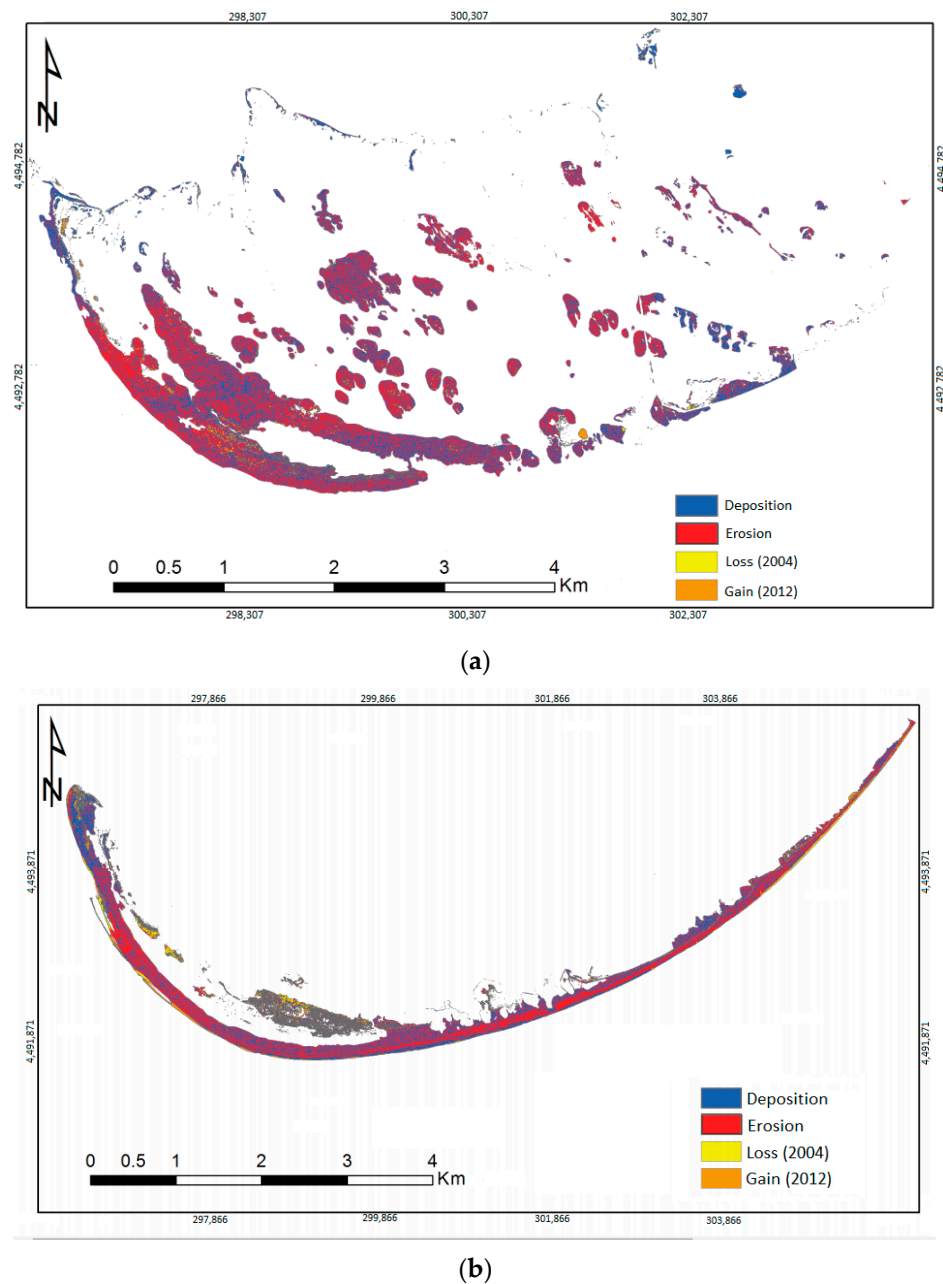 298,307 300,307 302,307
N
4,494,782 4,494,782
4,492,782 4,492,782
Deposition
Erosion
Loss (2004)
Gain (2012)
0 0.5 1 2 3 4
Km
298,307 300,307 302,307
(a)
297,866 299,866 301,866 303,866
N
4,493,871 4,493,871
4,491,871 4,491,871
Deposition
Erosion
Loss (2004)
Gain (2012)
0 0.5 1 2 3 4
Km
297,866 299,866 301,866 303,866
(b)